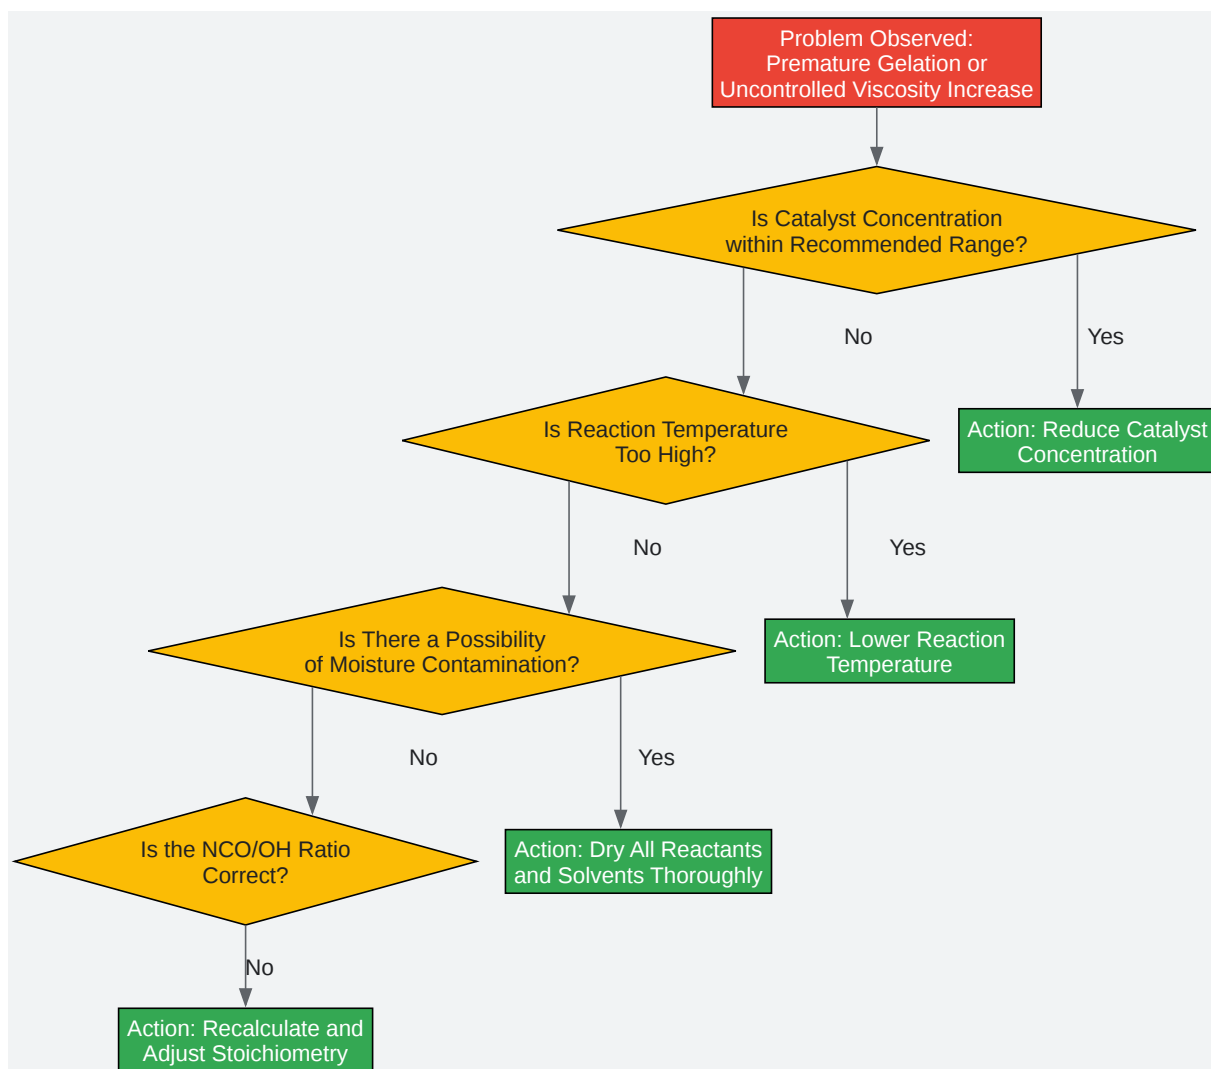 Problem Observed:
Premature Gelation or
Uncontrolled Viscosity Increase
Is Catalyst Concentration
within Recommended Range?
No
Yes
Is Reaction Temperature
Too High?
Action: Reduce Catalyst
Concentration
No
Yes
Is There a Possibility
of Moisture Contamination?
Action: Lower Reaction
Temperature
No
Yes
Is the NCO/OH Ratio
Correct?
Action: Dry All Reactants
and Solvents Thoroughly
No
Action: Recalculate and
Adjust Stoichiometry